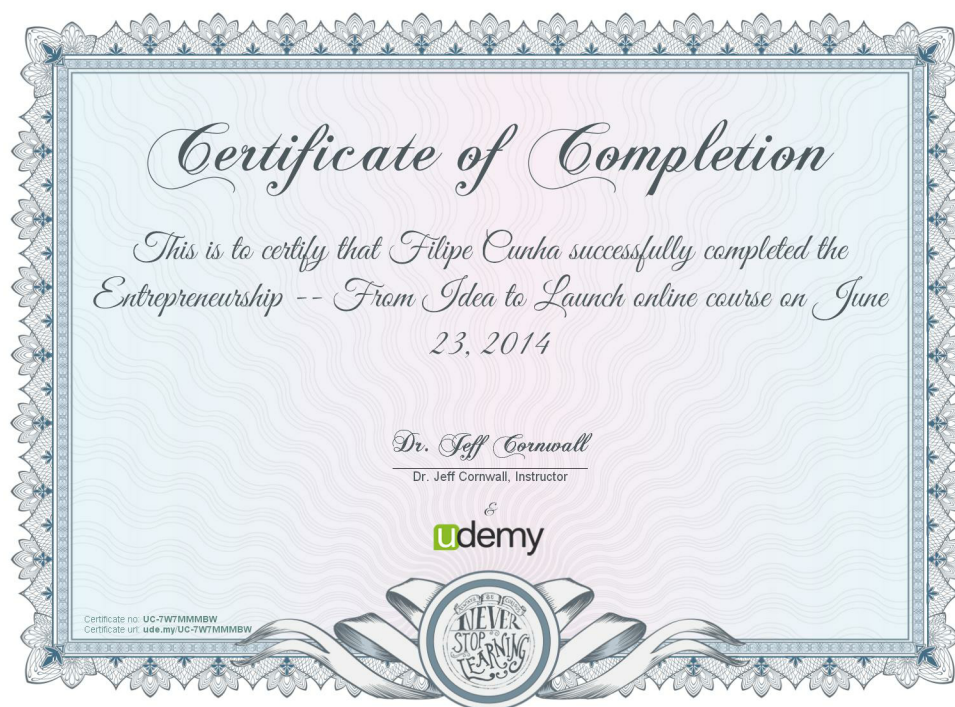 Certificate of Completion
This is to certify that Filipe Cunha successfully completed the
Entrepreneurship -- From Idea to Launch online course on June
23, 2014
Dr. Jeff Cornwall
Dr. Jeff Cornwall, Instructor
&
udemy
Certificate no: UC-7W7MMMBW
Certificate url: ude.my/UC-7W7MMMBW
NEVER
STOP
LEARNING